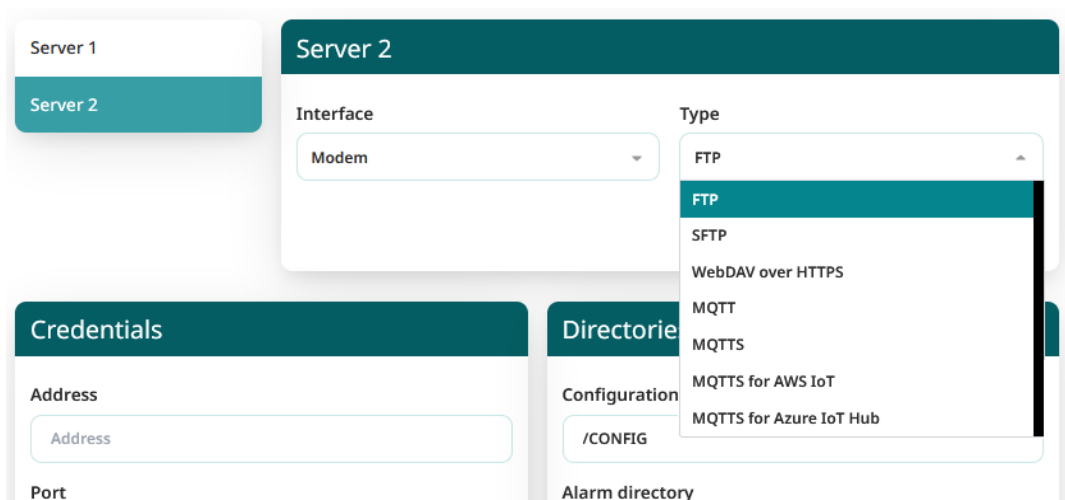 Server 1
Server 2
Server 2
Interface
Type
Modem
FTP
FTP
SFTP
WebDAV over HTTPS
MQTT
MQTTS
MQTTS for AWS IoT
MQTTS for Azure IoT Hub
Credentials
Address
Address
Port
Directories
Configuration
/CONFIG
Alarm directory